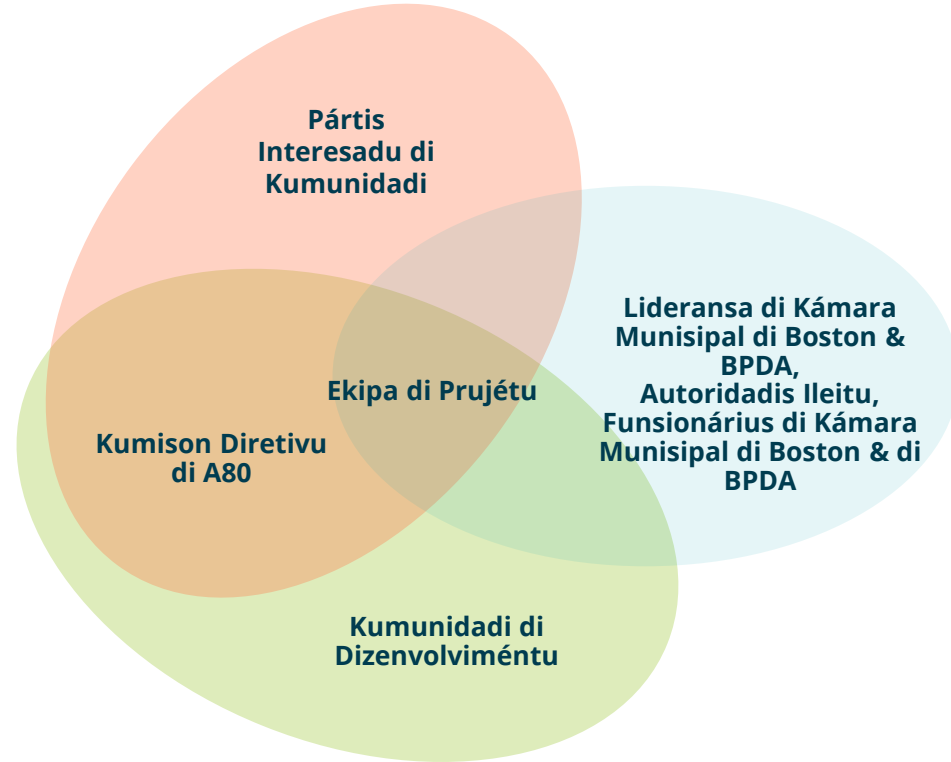 Pártis
Interesadu di
Kumunidadi
Lideransa di Kámara
Munisipal di Boston &
BPDA,
Autoridadis Ileitu,
Funsionárius di Kámara
Munisipal di Boston & di
BPDA
Ekipa di Prujétu
Kumison Diretivu
di A80
Kumunidadi di
Dizenvolviméntu